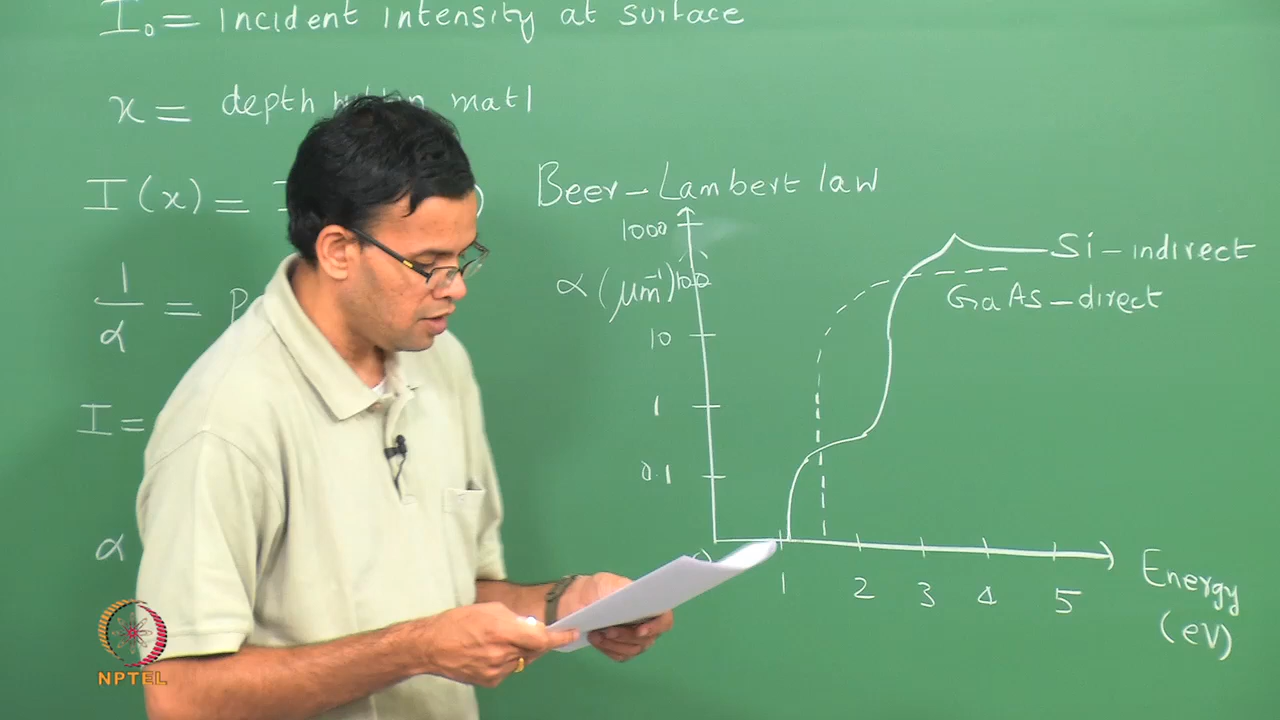 I₀ = incident intensity at surface
x = depth matl
I(x) = )
1/α =
I =
α
Beer-Lambert law
1000
α (μm⁻¹) 100
10
1
0.1
0
1 2 3 4 5
Energy
(eV)
Si-indirect
GaAs-direct
NPTEL